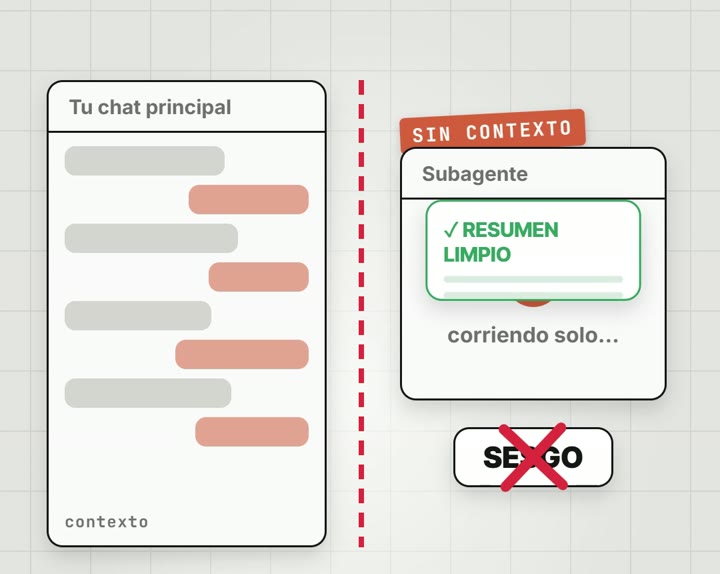 Tu chat principal
contexto
SIN CONTEXTO
Subagente
✓ RESUMEN
LIMPIO
corriendo solo...
SESGO